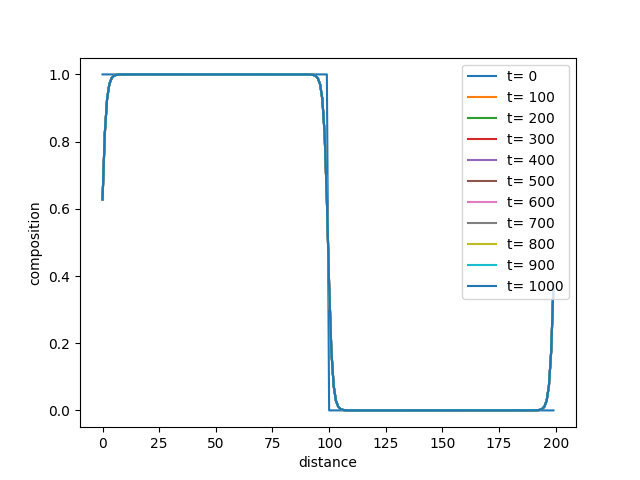 1.0
0.8
0.6
0.4
0.2
0.0
composition
0 25 50 75 100 125 150 175 200
distance
t= 0
t= 100
t= 200
t= 300
t= 400
t= 500
t= 600
t= 700
t= 800
t= 900
t= 1000